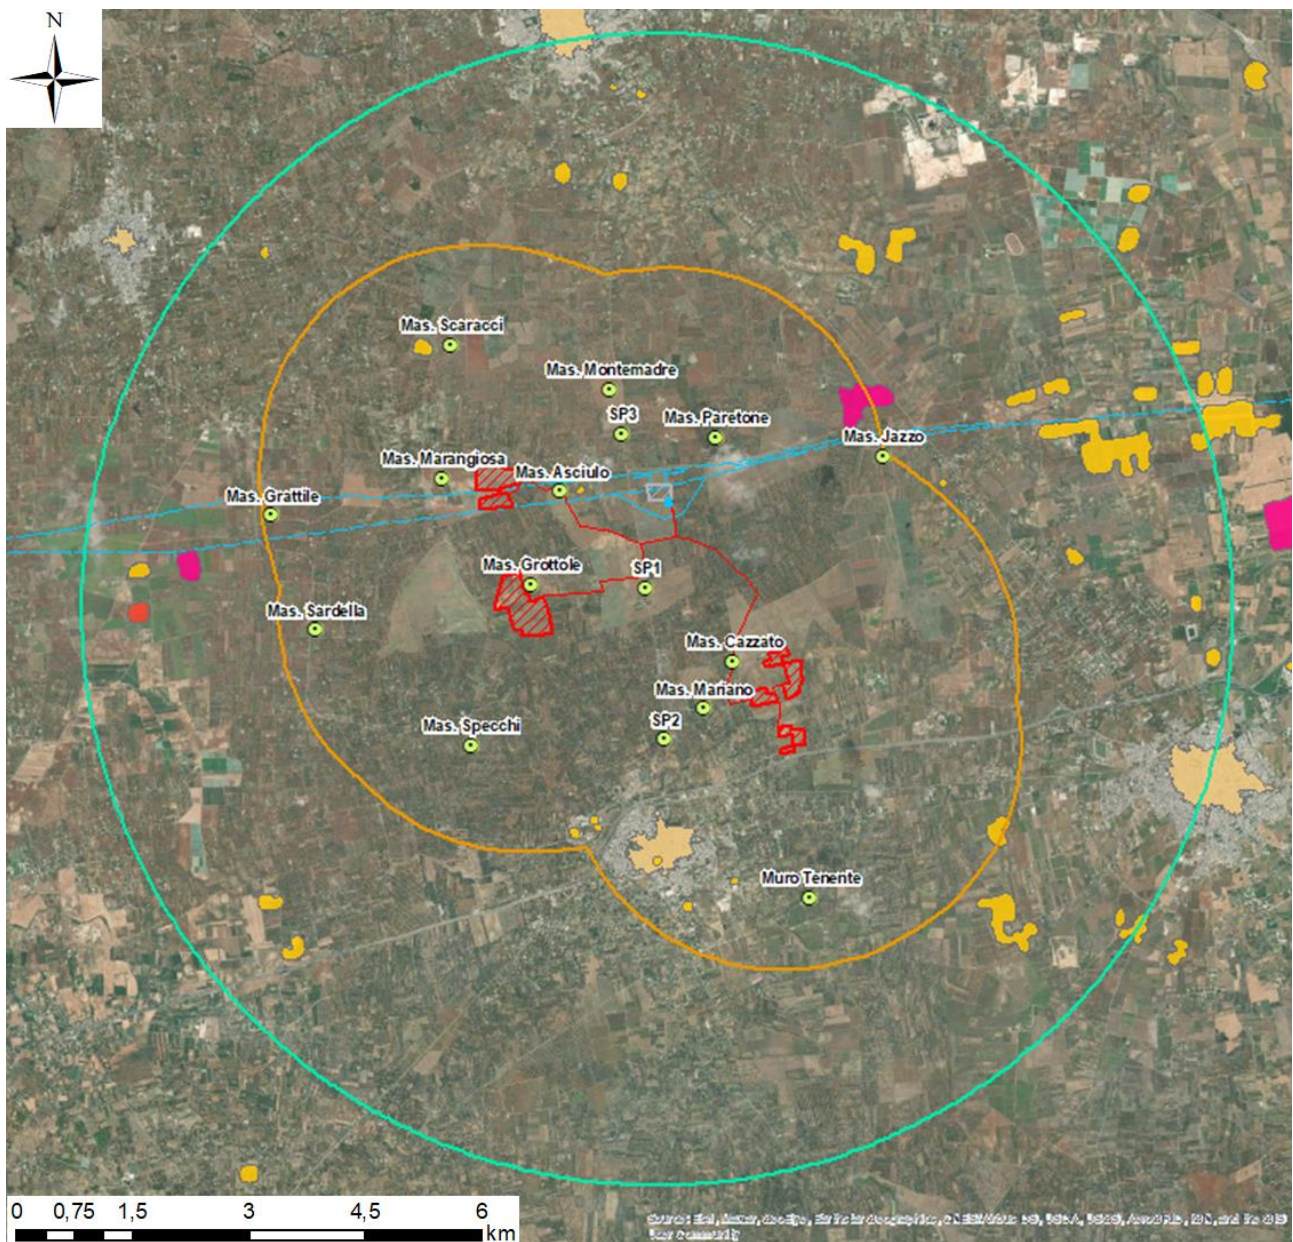 N
Mas. Scaracci
Mas. Montemadre
SP3
Mas. Paretone
Mas. Jazzo
Mas. Marangiosa
Mas. Asciulo
Mas. Grattile
Mas. Grottole
SP1
Mas. Sardella
Mas. Cazzato
Mas. Mariano
SP2
Mas. Specchi
Muro Tenente
0 0,75 1,5 3 4,5 6
km
User Community